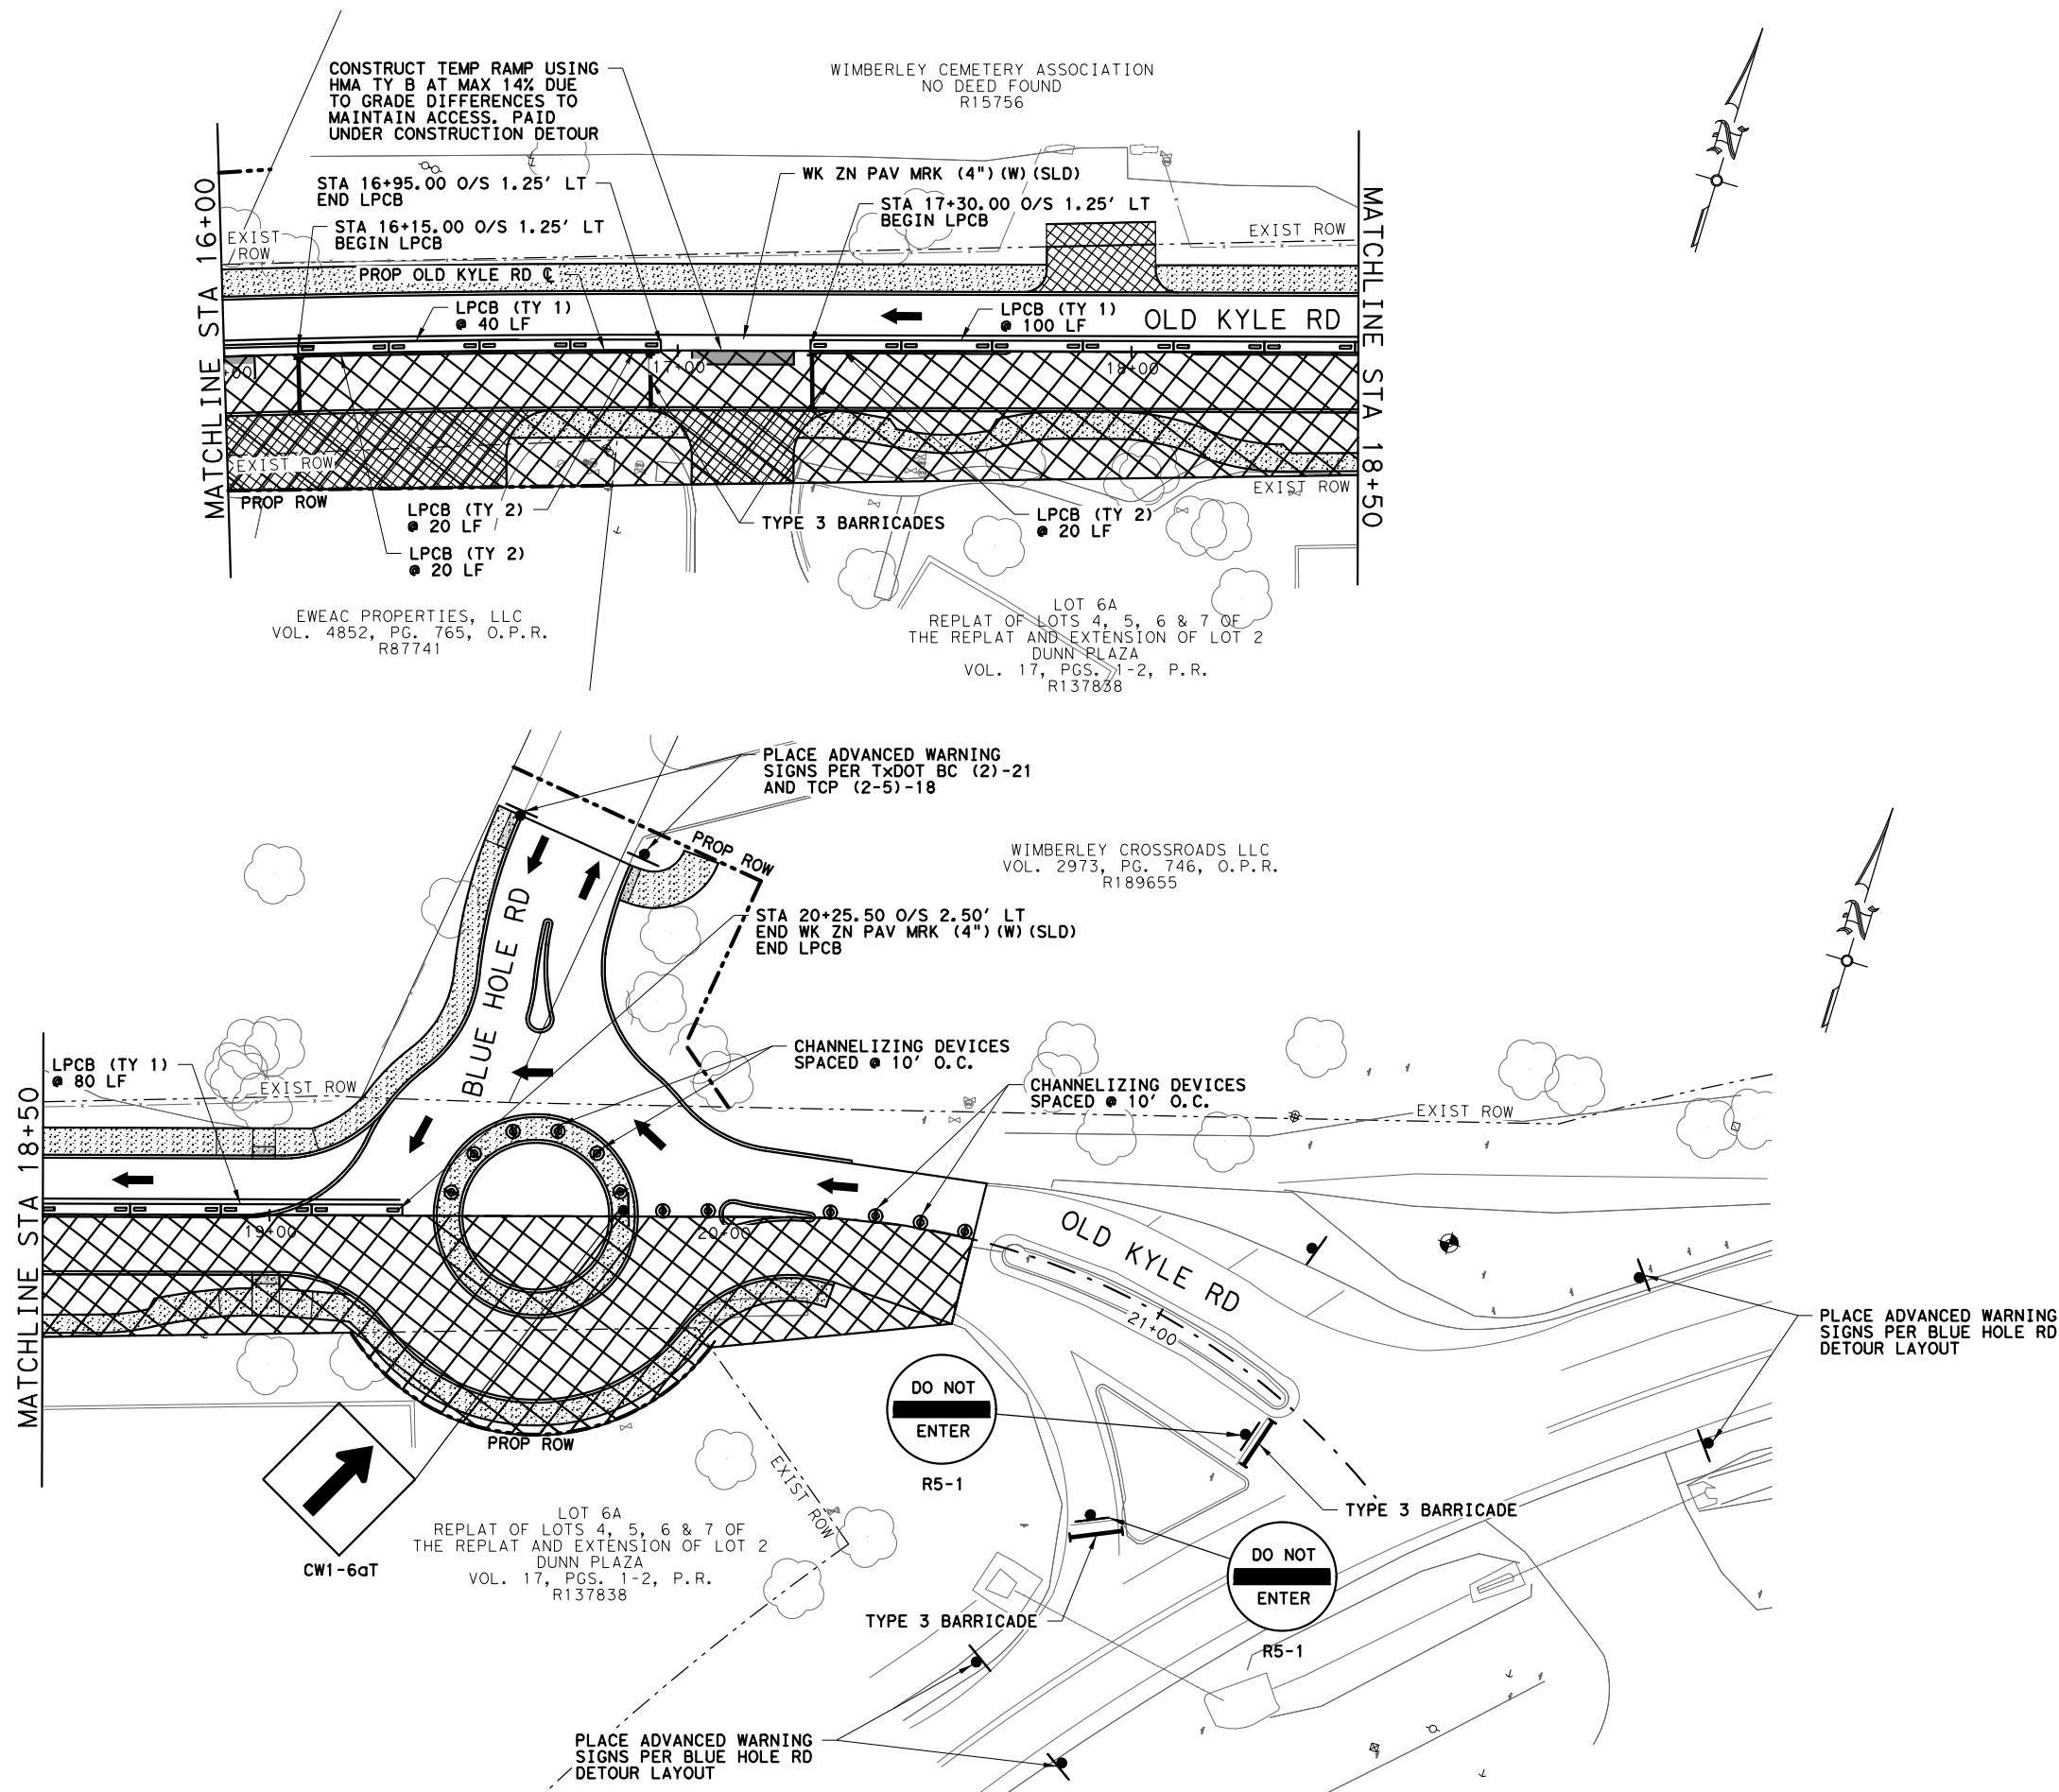 CONSTRUCT TEMP RAMP USING
HMA TY B AT MAX 14% DUE
TO GRADE DIFFERENCES TO
MAINTAIN ACCESS. PAID
UNDER CONSTRUCTION DETOUR
WIMBERLEY CEMETERY ASSOCIATION
NO DEED FOUND
R15756
N
STA 16+95.00 O/S 1.25' LT
END LPCB
WK ZN PAV MRK (4")(W)(SLD)
STA 16+15.00 O/S 1.25' LT
BEGIN LPCB
STA 17+30.00 O/S 1.25' LT
BEGIN LPCB
MATCHLINE STA 16+00
MATCHLINE STA 18+50
EXIST
ROW
EXIST ROW
PROP OLD KYLE RD ℄
LPCB (TY 1)
@ 40 LF
LPCB (TY 1)
@ 100 LF
OLD KYLE RD
+00
17+00
18+00
EXIST ROW
PROP ROW
EXIST ROW
LPCB (TY 2)
@ 20 LF
TYPE 3 BARRICADES
LPCB (TY 2)
@ 20 LF
LPCB (TY 2)
@ 20 LF
EWEAC PROPERTIES, LLC
VOL. 4852, PG. 765, O.P.R.
R87741
LOT 6A
REPLAT OF LOTS 4, 5, 6 & 7 OF
THE REPLAT AND EXTENSION OF LOT 2
DUNN PLAZA
VOL. 17, PGS. 1-2, P.R.
R137838
PLACE ADVANCED WARNING
SIGNS PER TxDOT BC (2)-21
AND TCP (2-5)-18
PROP ROW
WIMBERLEY CROSSROADS LLC
VOL. 2973, PG. 746, O.P.R.
R189655
N
STA 20+25.50 O/S 2.50' LT
END WK ZN PAV MRK (4")(W)(SLD)
END LPCB
BLUE HOLE RD
CHANNELIZING DEVICES
SPACED @ 10' O.C.
LPCB (TY 1)
@ 80 LF
EXIST ROW
CHANNELIZING DEVICES
SPACED @ 10' O.C.
EXIST ROW
MATCHLINE STA 18+50
19+00
20+00
OLD KYLE RD
21+00
PLACE ADVANCED WARNING
SIGNS PER BLUE HOLE RD
DETOUR LAYOUT
DO NOT
ENTER
R5-1
PROP ROW
EXIST ROW
CW1-6aT
LOT 6A
REPLAT OF LOTS 4, 5, 6 & 7 OF
THE REPLAT AND EXTENSION OF LOT 2
DUNN PLAZA
VOL. 17, PGS. 1-2, P.R.
R137838
TYPE 3 BARRICADE
DO NOT
ENTER
R5-1
TYPE 3 BARRICADE
PLACE ADVANCED WARNING
SIGNS PER BLUE HOLE RD
DETOUR LAYOUT